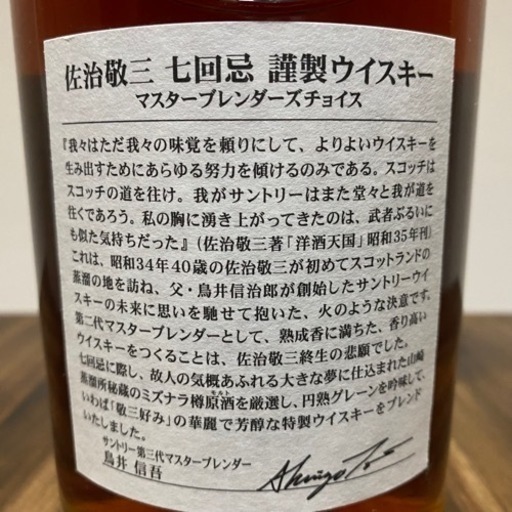 佐治敬三 七回忌 謹製ウイスキー
マスターブレンダーズチョイス
『我々はただ我々の味覚を頼りにして、よりよいウイスキーを
生み出すためにあらゆる努力を傾けるのみである。スコッチは
スコッチの道を往け。我がサントリーはまた堂々と我が道を
往くであろう。私の胸に湧き上がってきたのは、武者ぶるいに
も似た気持ちだった』(佐治敬三著「洋酒天国」昭和35年刊)
これは、昭和34年40歳の佐治敬三が初めてスコットランドの
蒸溜の地を訪ね、父・鳥井信治郎が創始したサントリーウイ
スキーの未来に思いを馳せて抱いた、火のような決意です。
第二代マスターブレンダーとして、熟成香に満ちた、香り高い
ウイスキーをつくることは、佐治敬三終生の悲願でした。
七回忌に際し、故人の気概あふれる大きな夢に仕込まれた山崎
蒸溜所秘蔵のミズナラ樽原酒を厳選し、円熟グレーンを吟味して、
モルト
いわば「敬三好み」の華麗で芳醇な特製ウイスキーをブレンド
いたしました。
サントリー第三代マスターブレンダー
鳥井 信吾